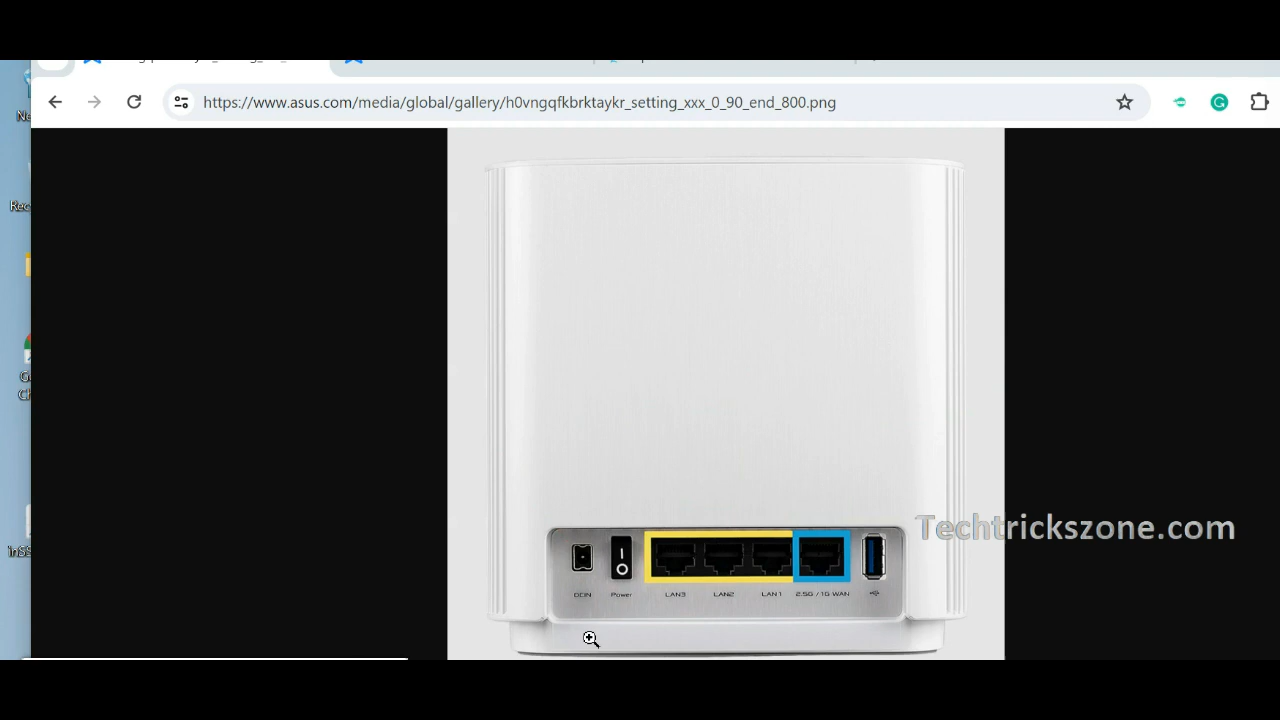 https://www.asus.com/media/global/gallery/h0vngqfkbrktaykr_setting_xxx_0_90_end_800.png
Techtrickszone.com
DCIN Power LAN3 LAN2 LAN1 2.5G / 1G WAN